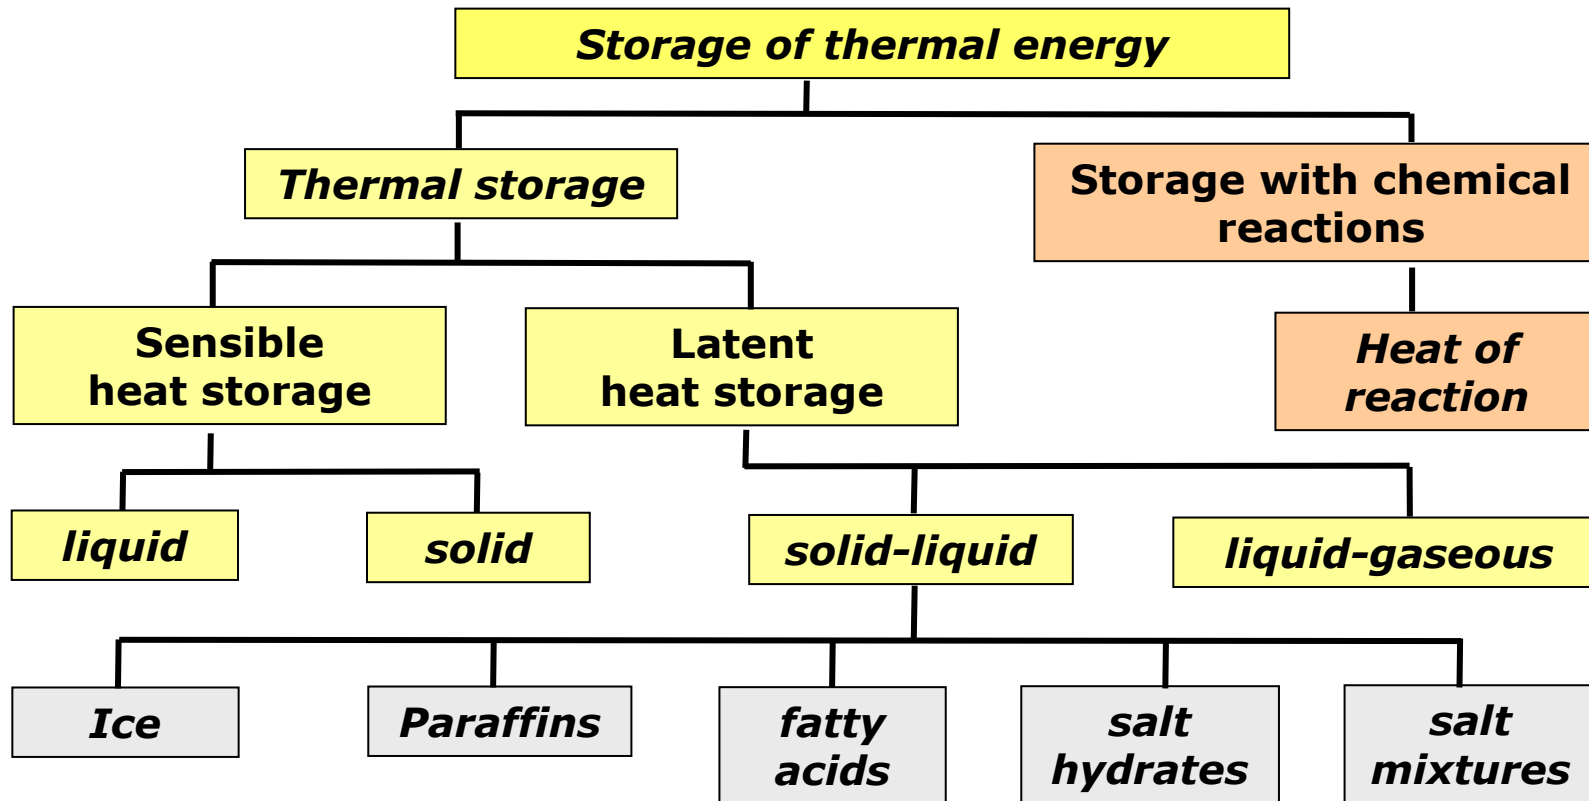 Storage of thermal energy
Thermal storage
Storage with chemical
reactions
Sensible
heat storage
Latent
heat storage
Heat of
reaction
liquid
solid
solid-liquid
liquid-gaseous
Ice
Paraffins
fatty
acids
salt
hydrates
salt
mixtures